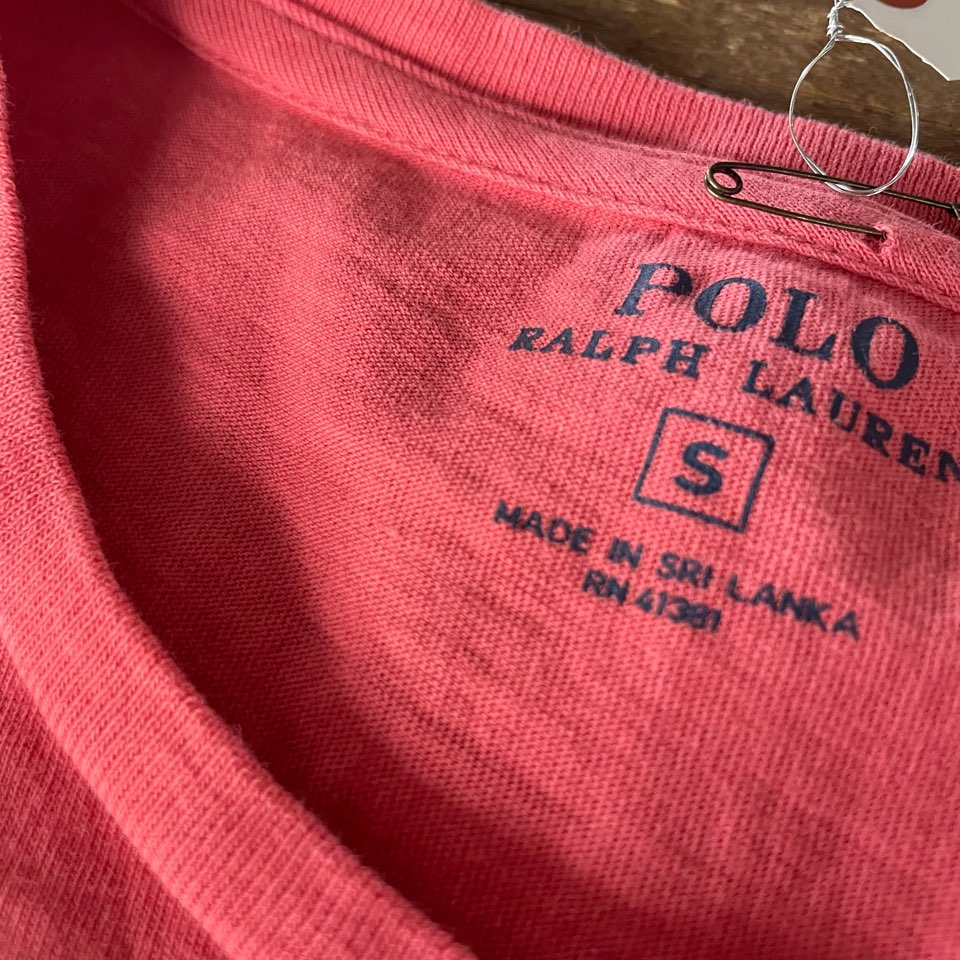 POLO
RALPH LAUREN
S
MADE IN SRI LANKA
RN 41381